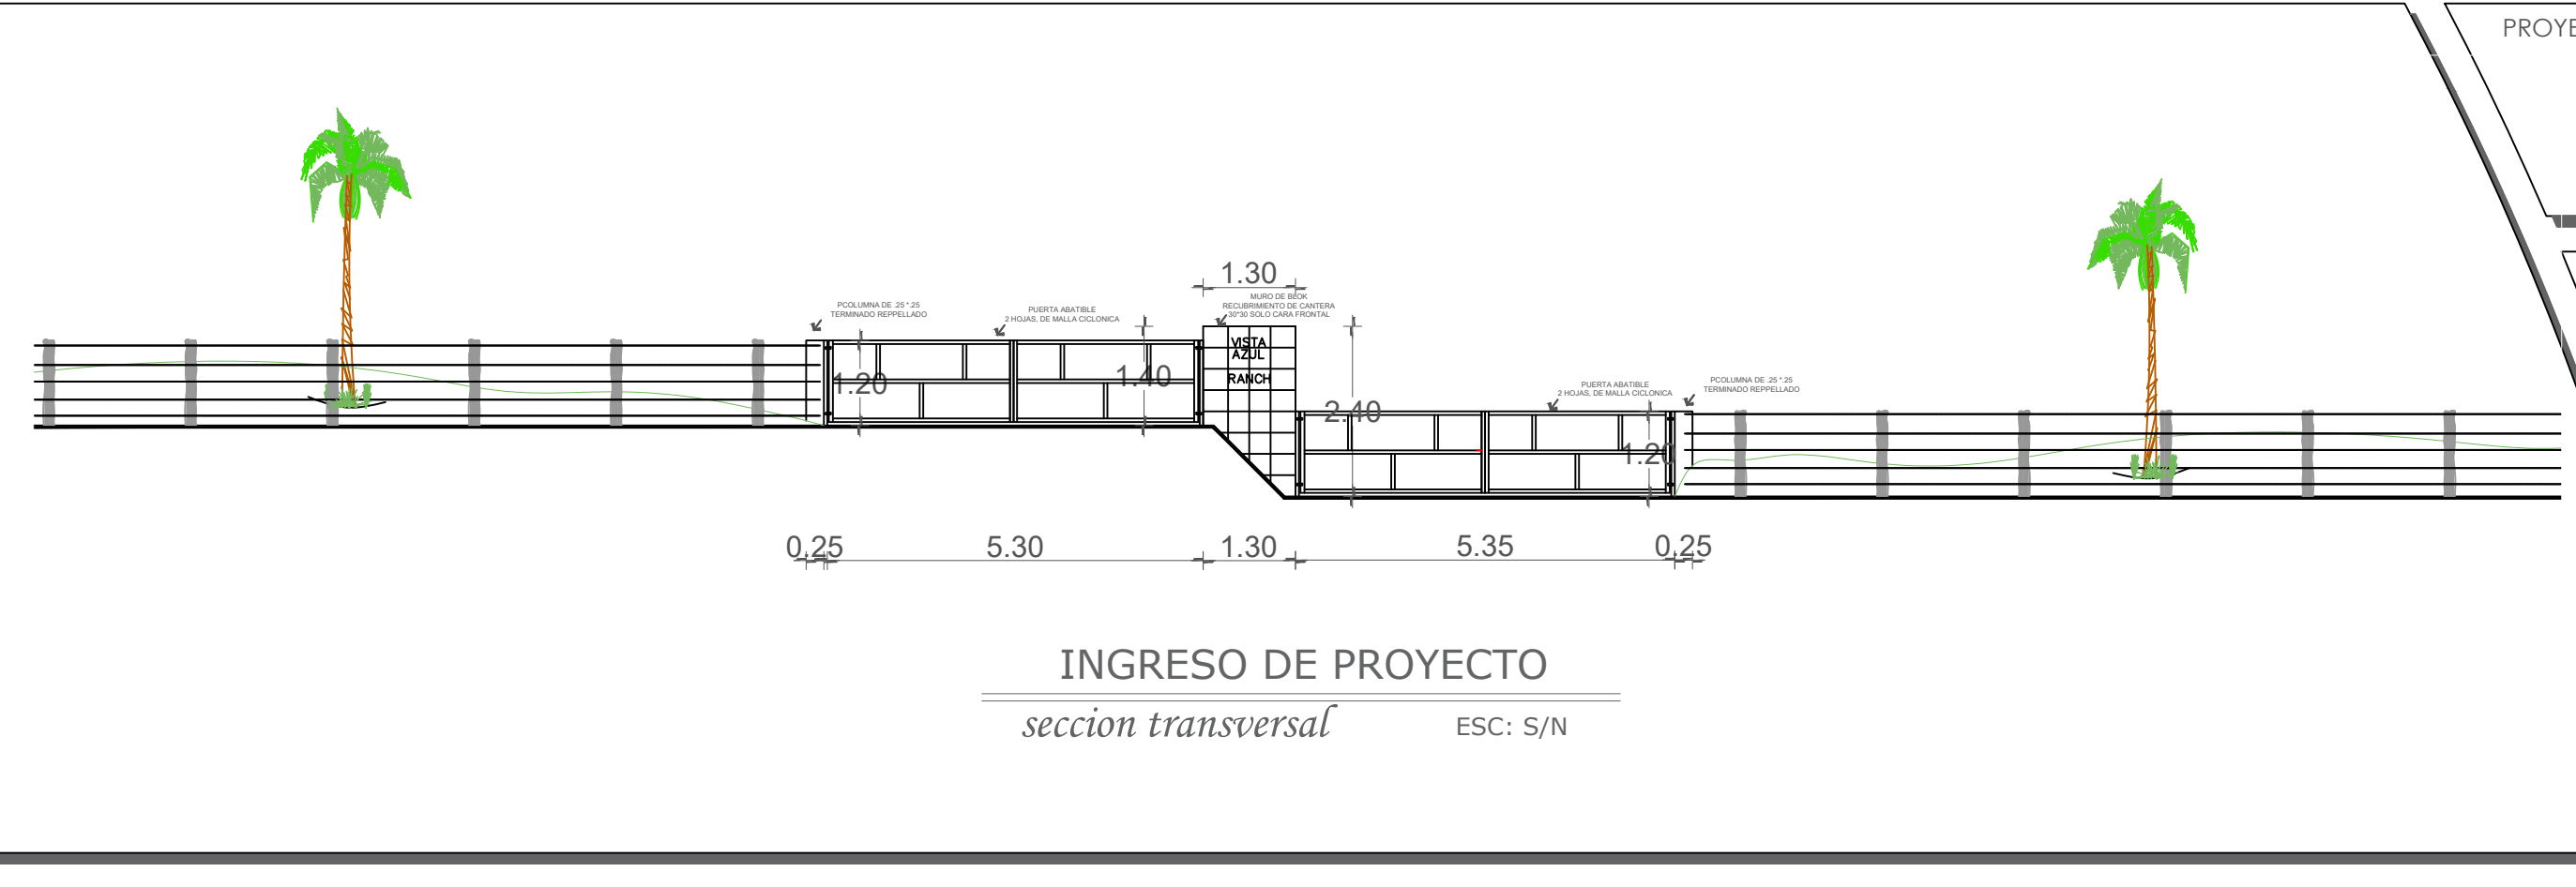 PROYE
1.30
MURO DE BLOK
RECUBRIMIENTO DE CANTERA
30*30 SOLO CARA FRONTAL
PCOLUMNA DE .25 *.25
TERMINADO REPPELLADO
PUERTA ABATIBLE
2 HOJAS, DE MALLA CICLONICA
VISTA
AZUL
RANCH
1.20
1.40
2.40
PUERTA ABATIBLE
2 HOJAS, DE MALLA CICLONICA
PCOLUMNA DE .25 *.25
TERMINADO REPPELLADO
1.20
0.25 5.30 1.30 5.35 0.25
INGRESO DE PROYECTO
seccion transversal ESC: S/N